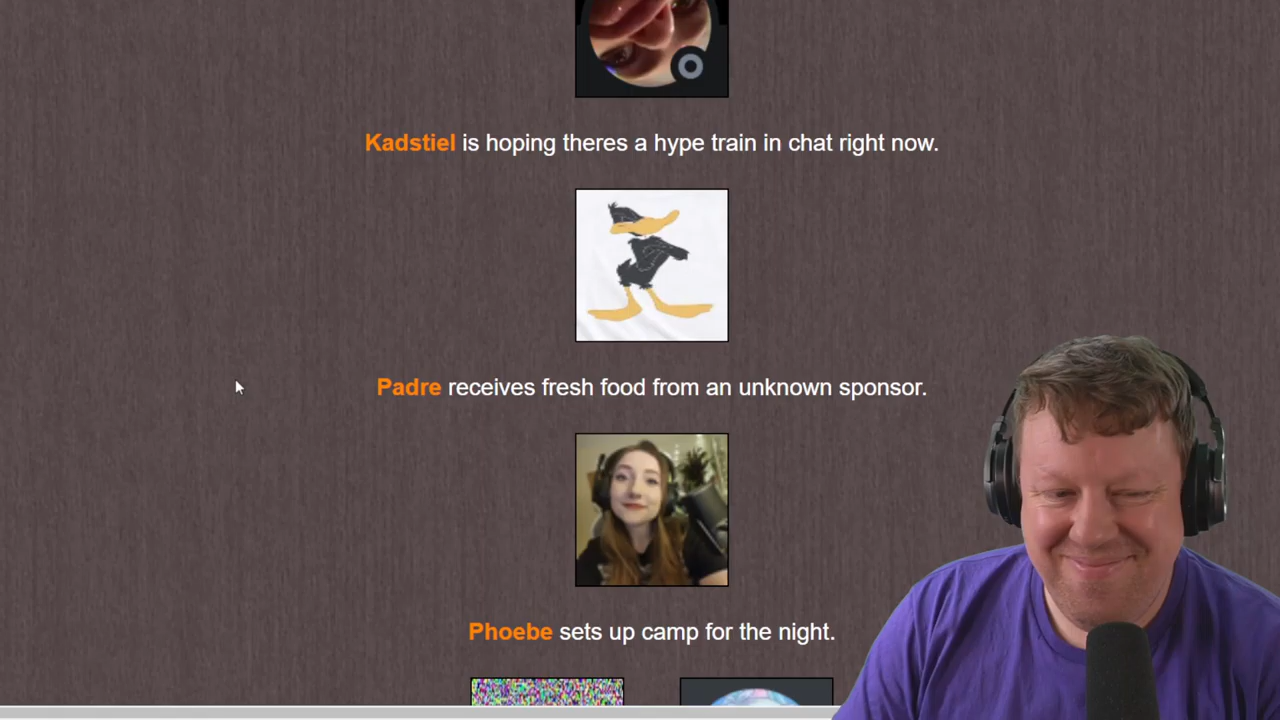 Kadstiel is hoping theres a hype train in chat right now.
Padre receives fresh food from an unknown sponsor.
Phoebe sets up camp for the night.